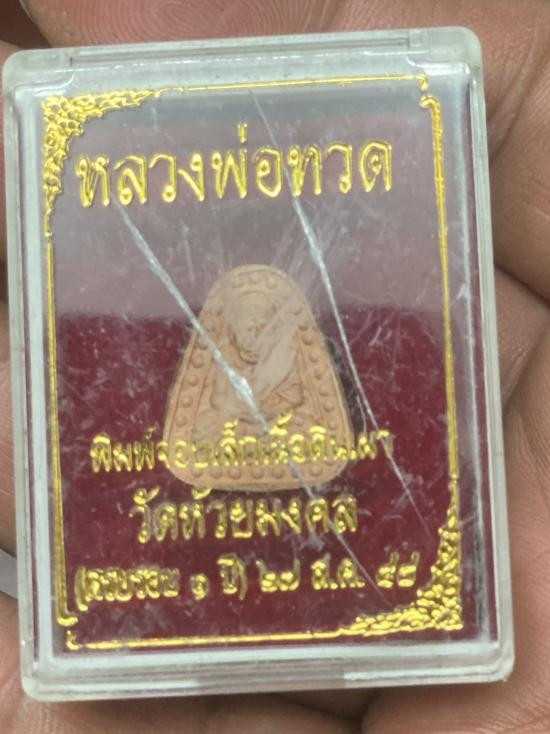 หลวงพ่อทวด
พิมพ์จอบเล็กเนื้อดินเผา
วัดห้วยมงคล
(ครบรอบ ๑ ปี) ๒๗ ส.ค. ๔๘